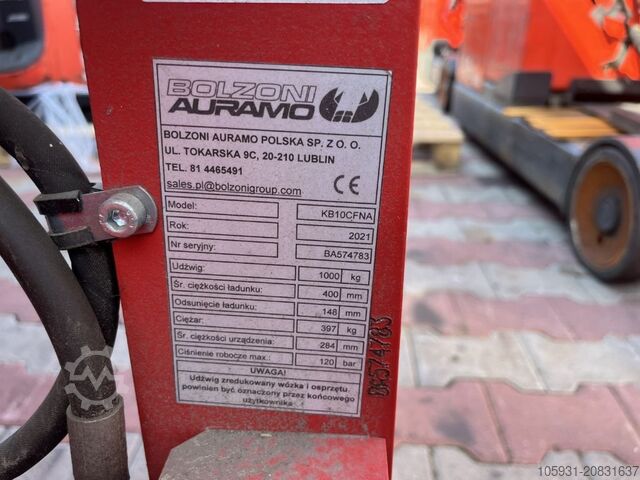 BOLZONI
AURAMO
BOLZONI AURAMO POLSKA SP. Z O. O.
UL. TOKARSKA 9C, 20-210 LUBLIN
TEL. 81 4465491
sales.pl@bolzonigroup.com CE
Model: KB10CFNA
Rok: 2021
Nr seryjny: BA574783
Udźwig: 1000 kg
Śr. ciężkości ładunku: 400 mm
Odsunięcie ładunku: 148 mm
Ciężar: 397 kg
Śr. ciężkości urządzenia: 284 mm
Ciśnienie robocze max.: 120 bar
UWAGA!
Udźwig zredukowany wózka i osprzętu
powinien być oznaczony przez końcowego
użytkownika
BA574783
105931-20831637